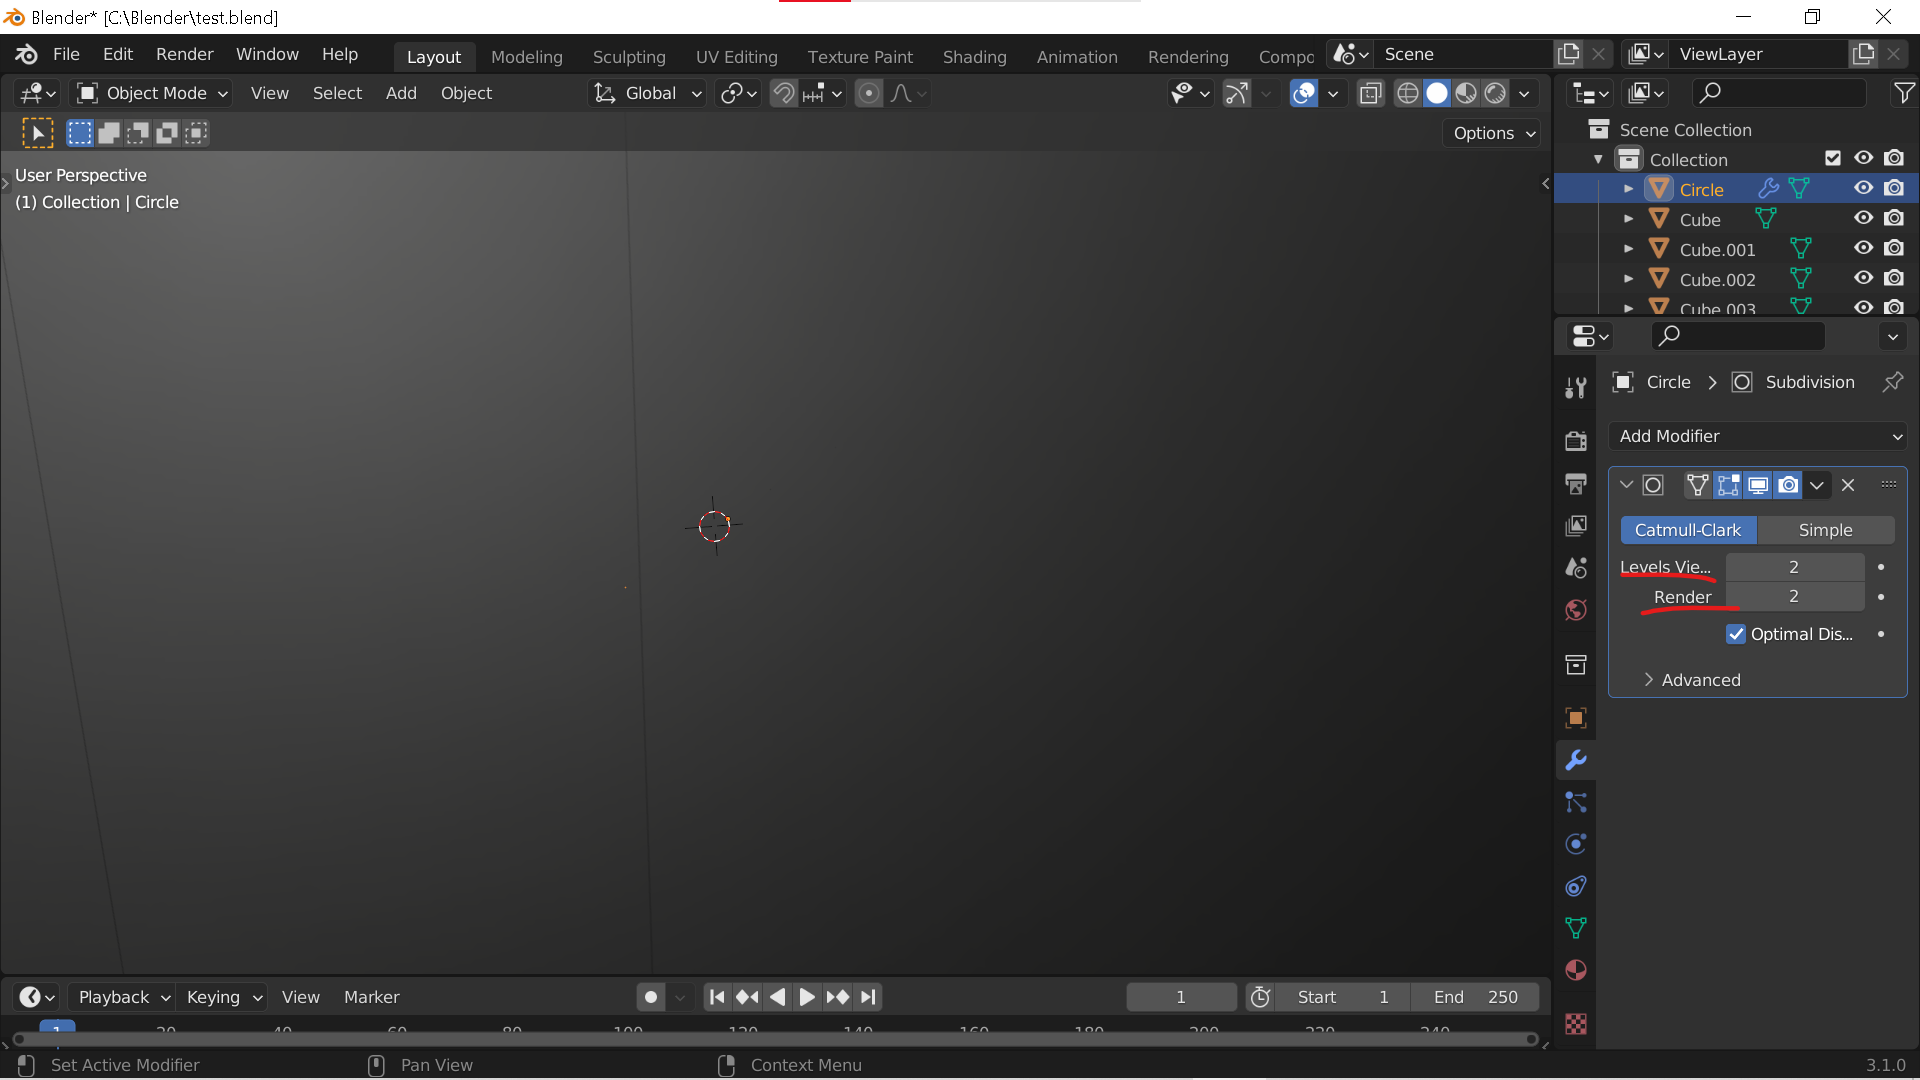 Blender* [C:\Blender\test.blend]
File Edit Render Window Help Layout Modeling Sculpting UV Editing Texture Paint Shading Animation Rendering Compo Scene ViewLayer
Object Mode View Select Add Object Global
Options
User Perspective
(1) Collection | Circle
Scene Collection
Collection
Circle
Cube
Cube.001
Cube.002
Cube.003
Circle Subdivision
Add Modifier
Catmull-Clark Simple
Levels Vie... 2
Render 2
Optimal Dis...
Advanced
Playback Keying View Marker 1 Start 1 End 250
1 20 40 60 80 100 120 140 160 180 200 220 240
Set Active Modifier Pan View Context Menu 3.1.0